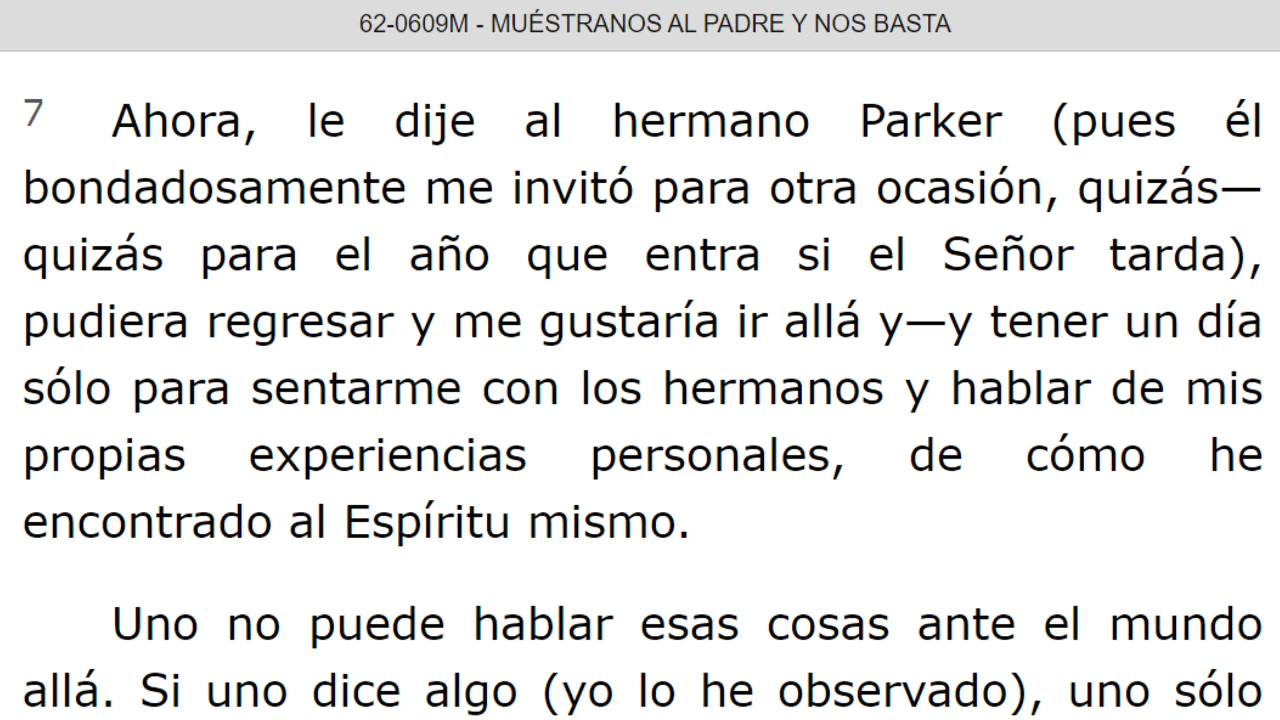 62-0609M - MUÉSTRANOS AL PADRE Y NOS BASTA
7 Ahora, le dije al hermano Parker (pues él
bondadosamente me invitó para otra ocasión, quizás—
quizás para el año que entra si el Señor tarda),
pudiera regresar y me gustaría ir allá y—y tener un día
sólo para sentarme con los hermanos y hablar de mis
propias experiencias personales, de cómo he
encontrado al Espíritu mismo.
Uno no puede hablar esas cosas ante el mundo
allá. Si uno dice algo (yo lo he observado), uno sólo